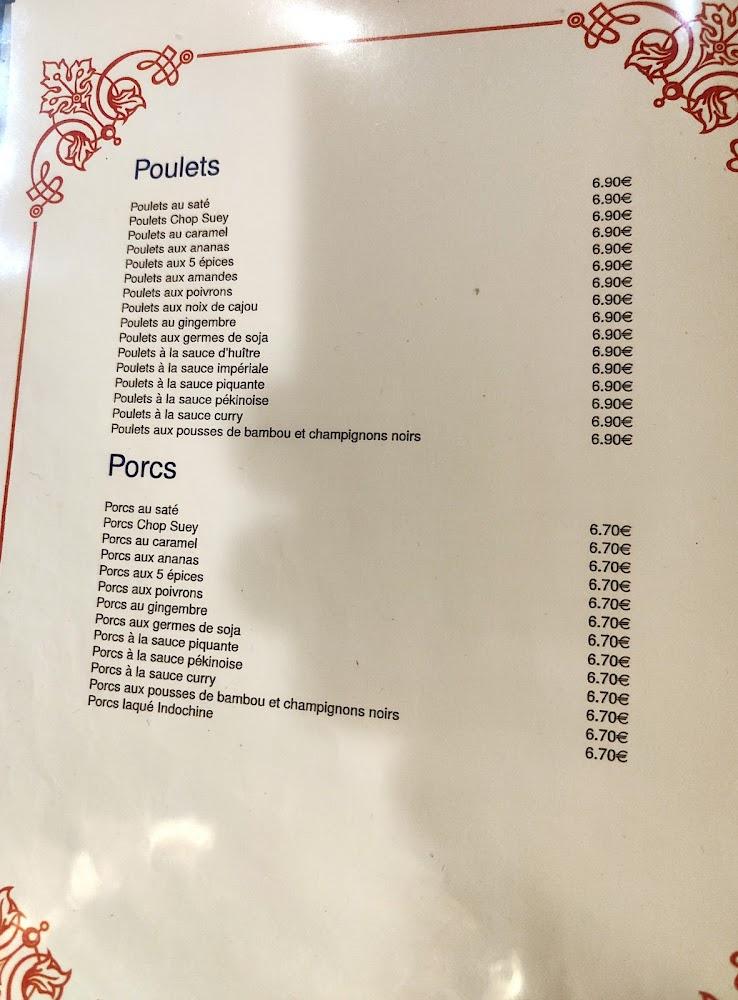 Poulets
Poulets au saté 6.90€
Poulets Chop Suey 6.90€
Poulets au caramel 6.90€
Poulets aux ananas 6.90€
Poulets aux 5 épices 6.90€
Poulets aux amandes 6.90€
Poulets aux poivrons 6.90€
Poulets aux noix de cajou 6.90€
Poulets au gingembre 6.90€
Poulets aux germes de soja 6.90€
Poulets à la sauce d'huître 6.90€
Poulets à la sauce impériale 6.90€
Poulets à la sauce piquante 6.90€
Poulets à la sauce pékinoise 6.90€
Poulets à la sauce curry 6.90€
Poulets aux pousses de bambou et champignons noirs 6.90€
Porcs
Porcs au saté 6.70€
Porcs Chop Suey 6.70€
Porcs au caramel 6.70€
Porcs aux ananas 6.70€
Porcs aux 5 épices 6.70€
Porcs aux poivrons 6.70€
Porcs au gingembre 6.70€
Porcs aux germes de soja 6.70€
Porcs à la sauce piquante 6.70€
Porcs à la sauce pékinoise 6.70€
Porcs à la sauce curry 6.70€
Porcs aux pousses de bambou et champignons noirs 6.70€
Porcs laqué Indochine 6.70€